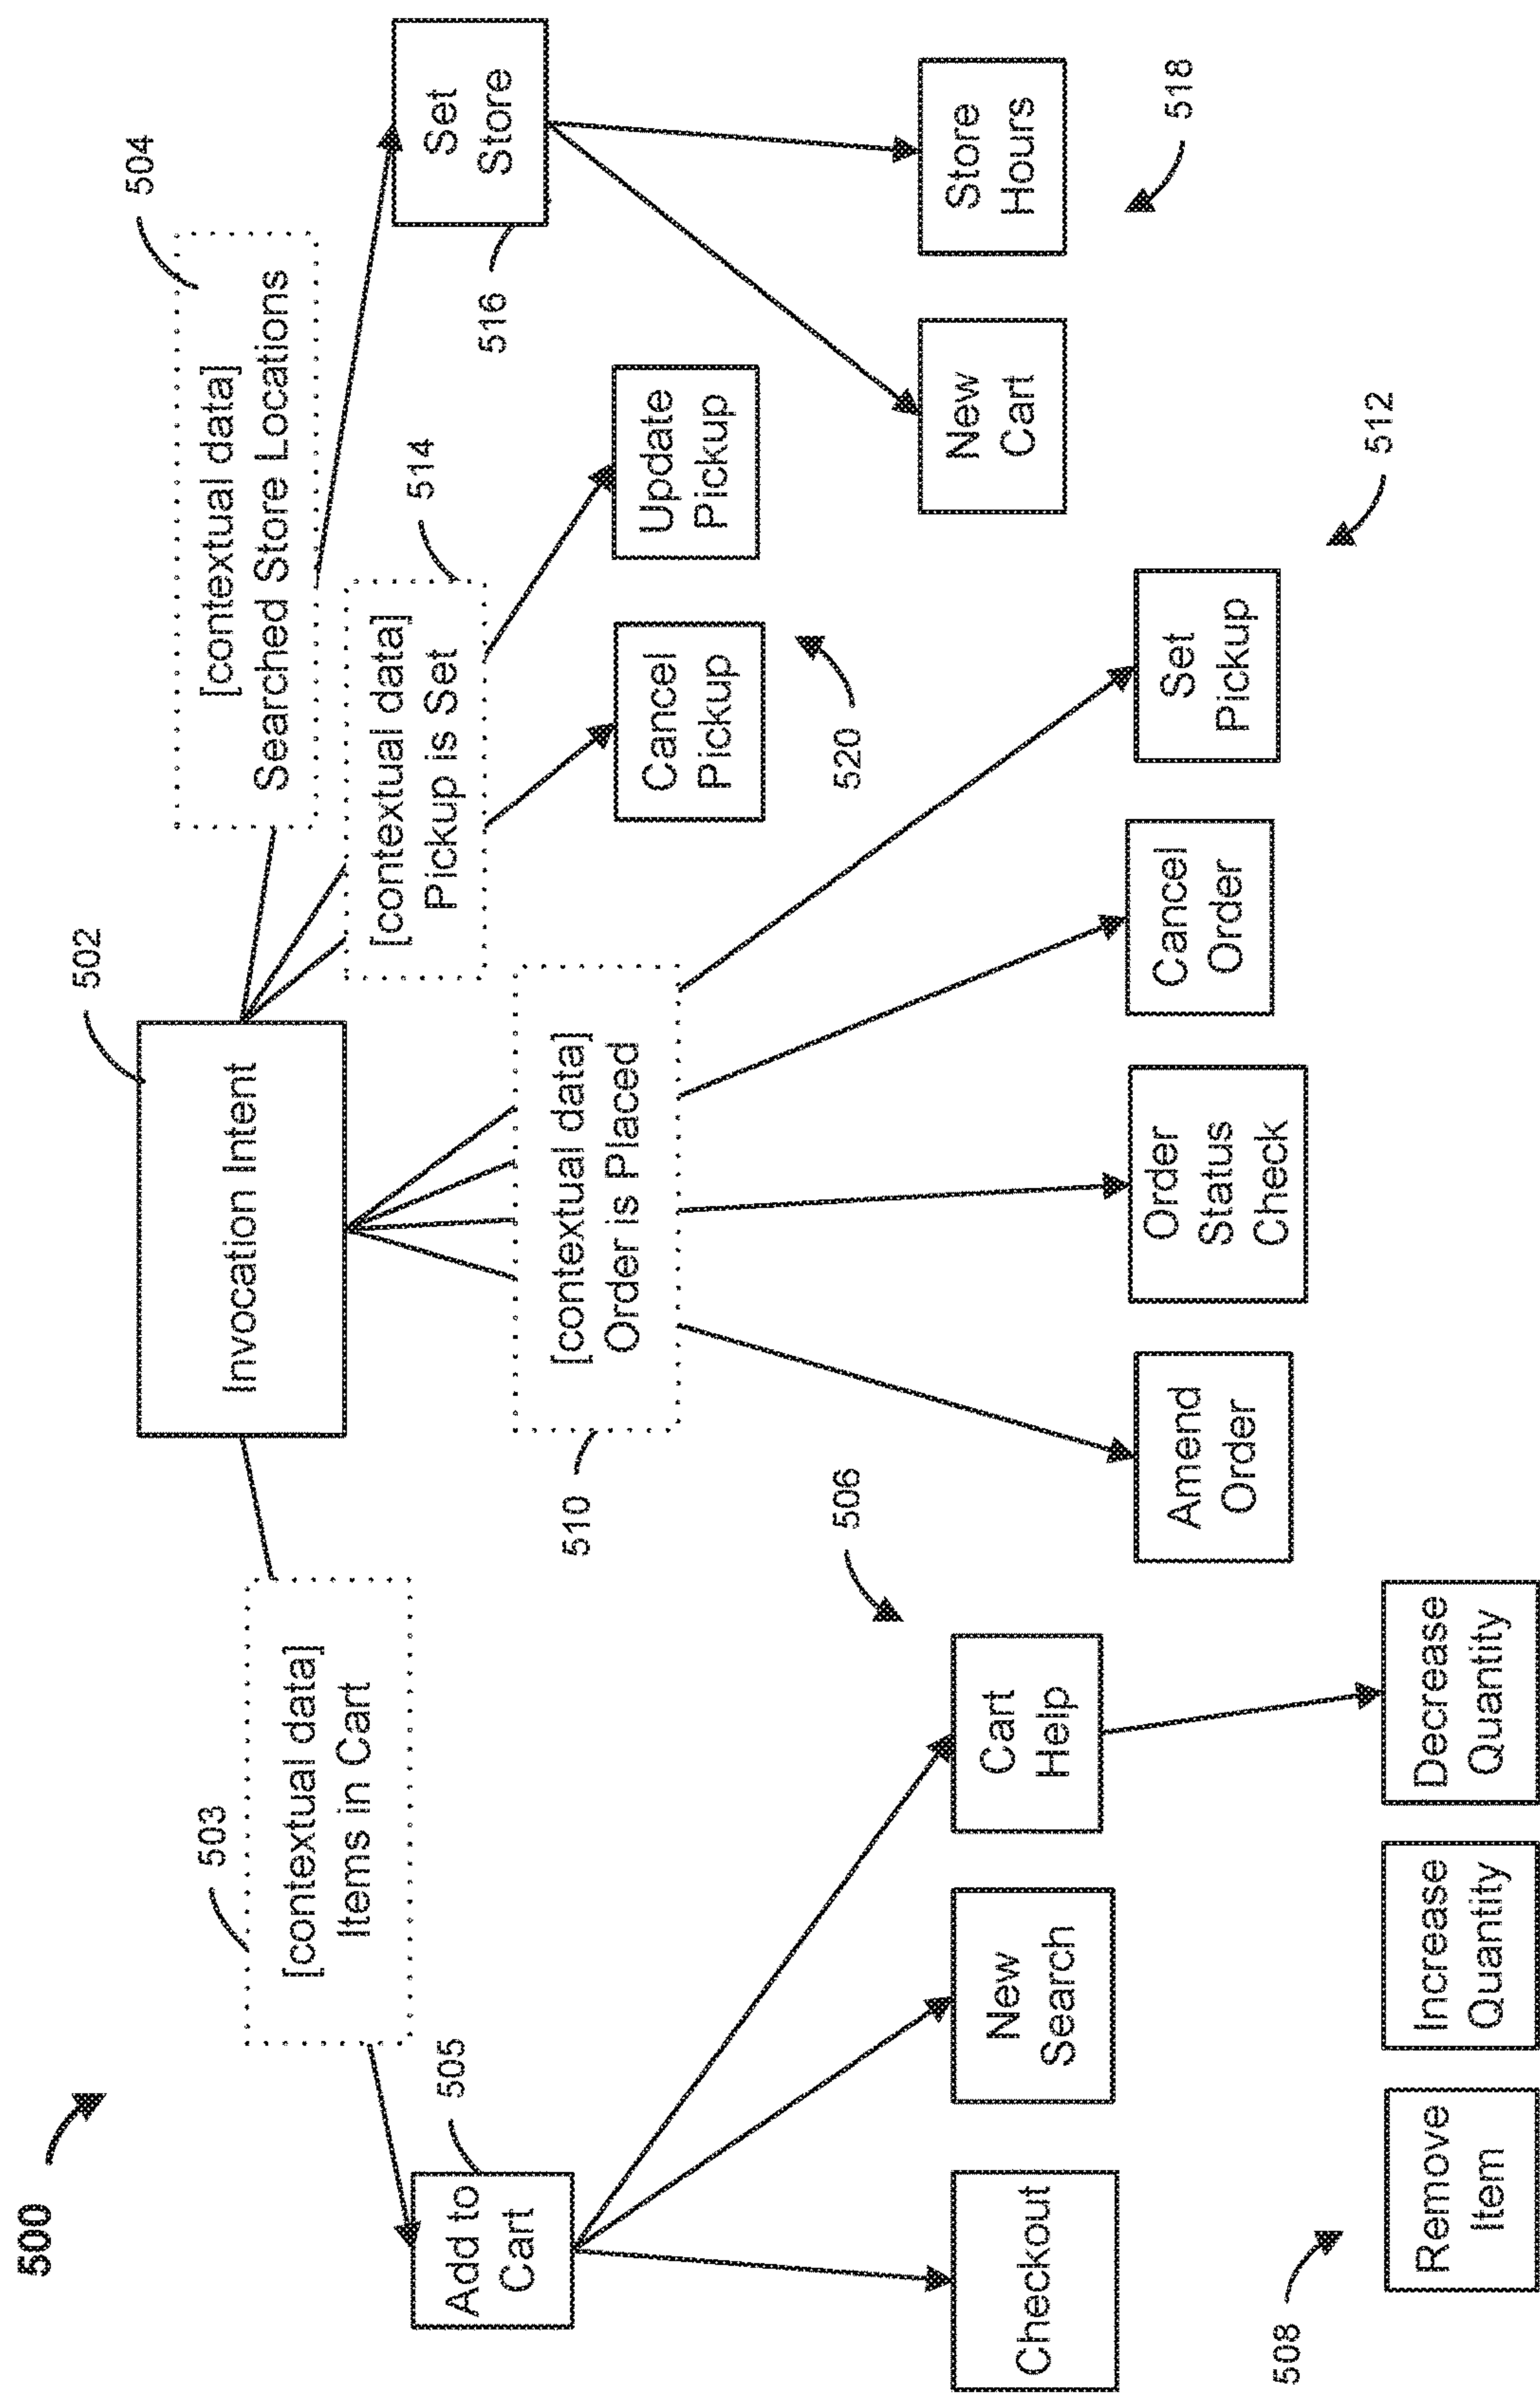 500
502
Invocation Intent
503
[contextual data]
Items in Cart
504
[contextual data]
Searched Store Locations
514
[contextual data]
Pickup is Set
510
[contextual data]
Order is Placed
505
Add to
Cart
516
Set
Store
Cancel
Pickup
Update
Pickup
520
506
Checkout
New
Search
Cart
Help
New
Cart
Store
Hours
518
Amend
Order
Order
Status
Check
Cancel
Order
Set
Pickup
512
508
Remove
Item
Increase
Quantity
Decrease
Quantity